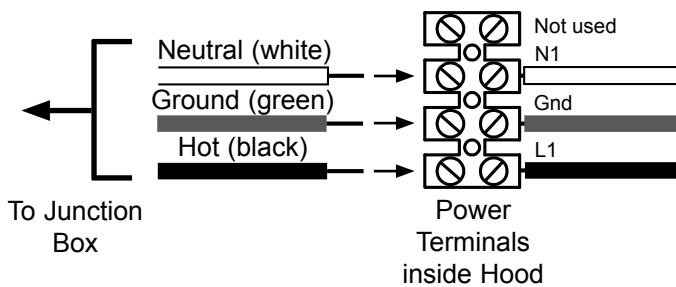 Not used
Neutral (white)
N1
Ground (green)
Gnd
Hot (black)
L1
To Junction
Box
Power
Terminals
inside Hood